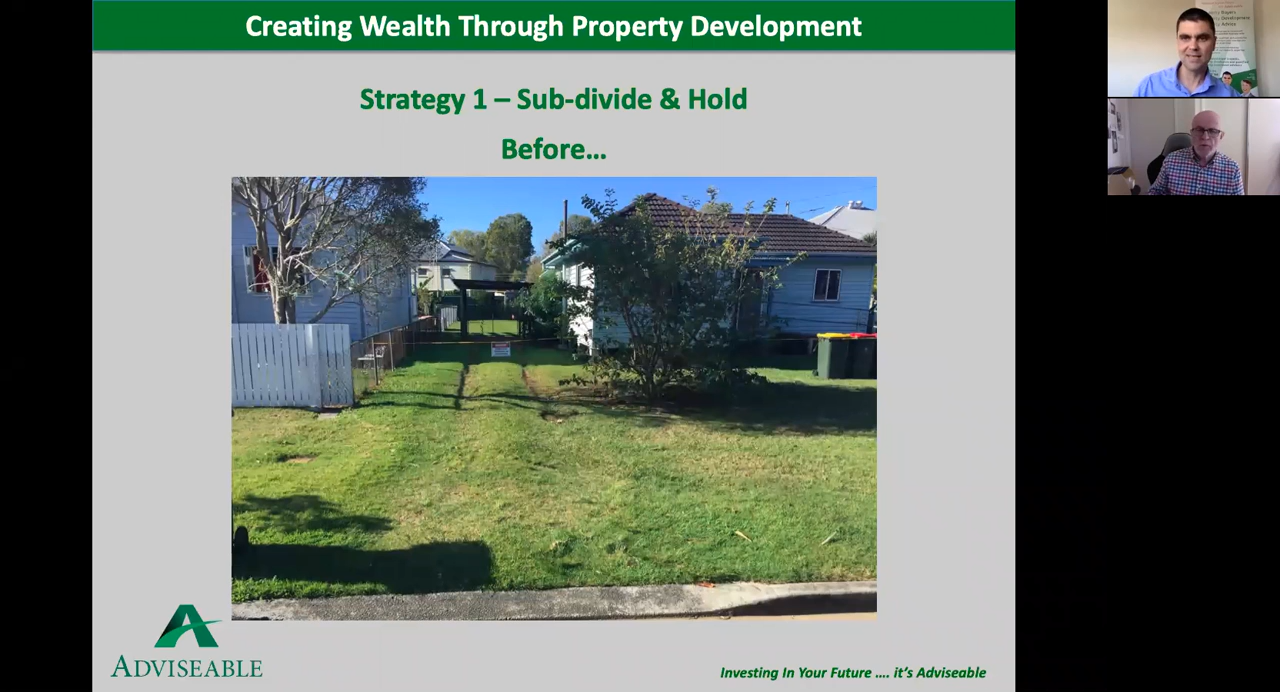 Creating Wealth Through Property Development
Strategy 1 – Sub-divide & Hold
Before...
ADVISEABLE
Investing In Your Future .... it's Adviseable